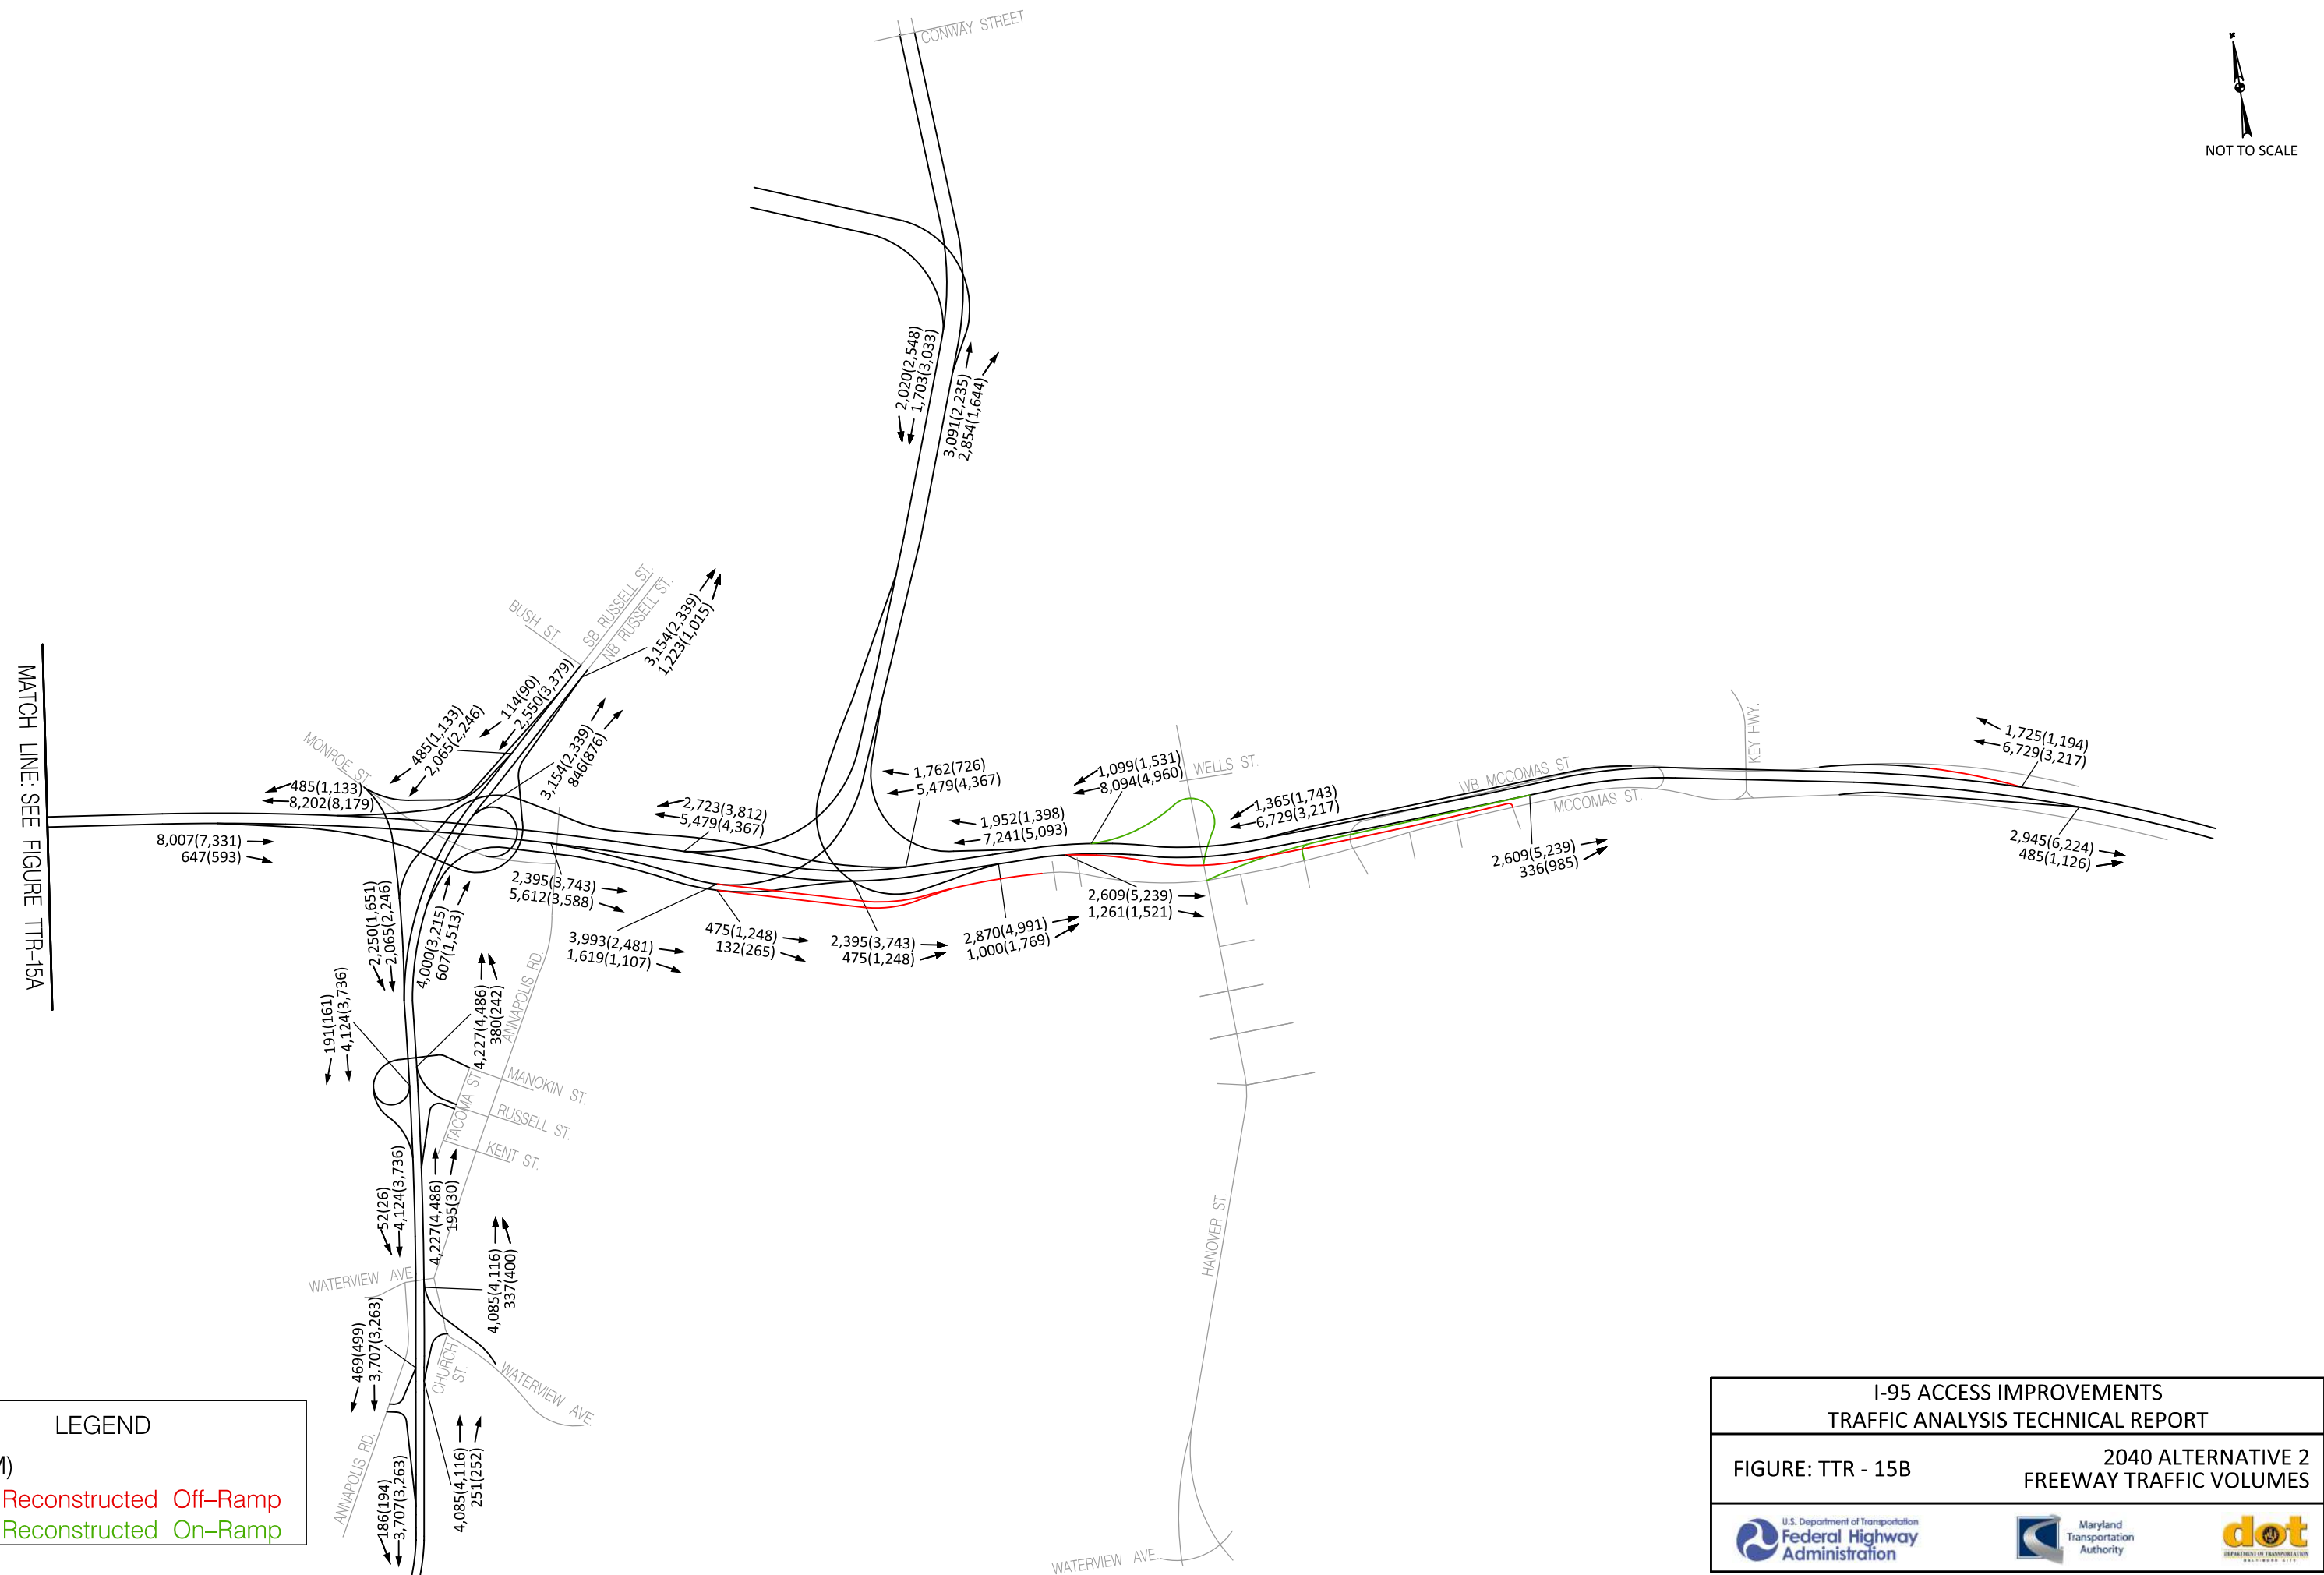 CONWAY STREET
NOT TO SCALE
2,020(2,548)
1,703(3,033)
3,091(2,235)
2,854(1,644)
MATCH LINE: SEE FIGURE TTR-15A
BUSH ST.
SB RUSSELL ST.
NB RUSSELL ST.
3,154(2,339)
1,223(1,015)
114(90)
2,550(3,379)
485(1,133)
2,065(2,246)
3,154(2,339)
846(876)
MONROE ST.
485(1,133)
8,202(8,179)
8,007(7,331)
647(593)
2,723(3,812)
5,479(4,367)
1,762(726)
5,479(4,367)
1,952(1,398)
7,241(5,093)
1,099(1,531)
8,094(4,960)
WELLS ST.
1,365(1,743)
6,729(3,217)
WB MCCOMAS ST.
MCCOMAS ST.
KEY HWY.
1,725(1,194)
6,729(3,217)
2,945(6,224)
485(1,126)
2,609(5,239)
336(985)
2,609(5,239)
1,261(1,521)
2,870(4,991)
1,000(1,769)
2,395(3,743)
475(1,248)
475(1,248)
132(265)
3,993(2,481)
1,619(1,107)
2,395(3,743)
5,612(3,588)
2,250(1,651)
2,065(2,246)
4,000(3,215)
607(1,513)
191(161)
4,124(3,736)
4,227(4,486)
380(242)
ANNAPOLIS RD.
MANOKIN ST.
TACOMA ST.
RUSSELL ST.
KENT ST.
52(26)
4,124(3,736)
4,227(4,486)
195(30)
WATERVIEW AVE.
4,085(4,116)
337(400)
469(499)
3,707(3,263)
CHURCH
ST.
WATERVIEW AVE.
HANOVER ST.
ANNAPOLIS RD.
186(194)
3,707(3,263)
4,085(4,116)
251(252)
WATERVIEW AVE.
LEGEND
M)
Reconstructed Off-Ramp
Reconstructed On-Ramp
I-95 ACCESS IMPROVEMENTS
TRAFFIC ANALYSIS TECHNICAL REPORT
FIGURE: TTR - 15B
2040 ALTERNATIVE 2
FREEWAY TRAFFIC VOLUMES
U.S. Department of Transportation
Federal Highway
Administration
Maryland
Transportation
Authority
dot
DEPARTMENT OF TRANSPORTATION
BALTIMORE CITY